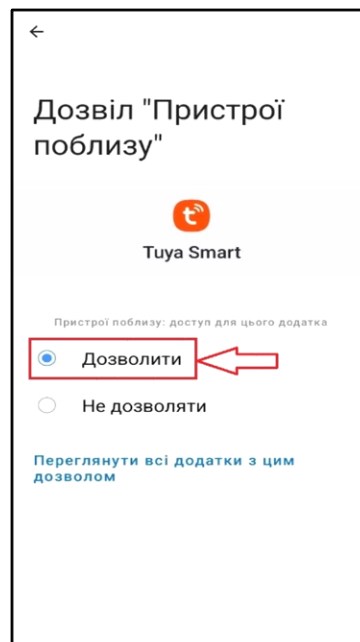 Дозвіл "Пристрої
поблизу"
Tuya Smart
Пристрої поблизу: доступ для цього додатка
Дозволити
Не дозволяти
Переглянути всі додатки з цим
дозволом